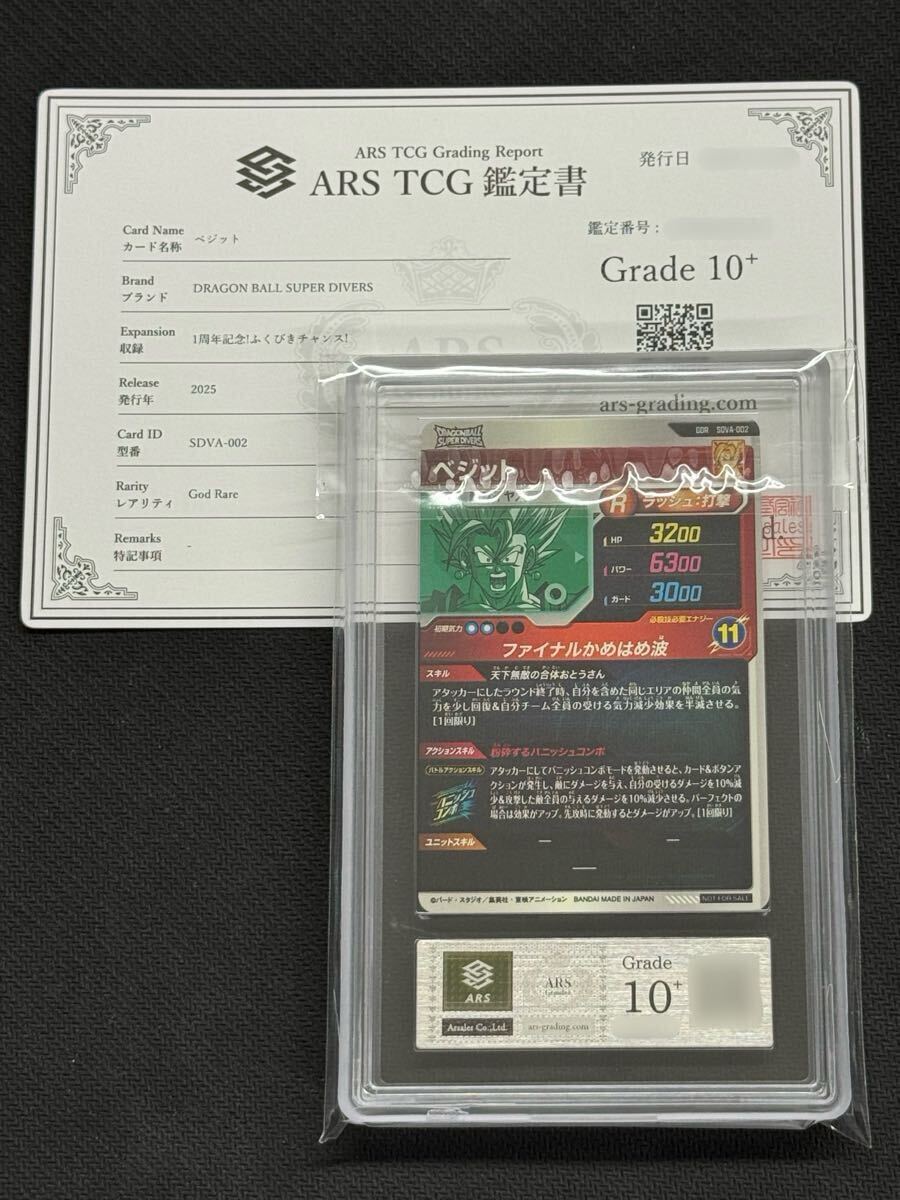 ARS TCG Grading Report
ARS TCG 鑑定書
発行日
鑑定番号：
Grade 10+
Card Name
カード名称
ベジット
Brand
ブランド
DRAGON BALL SUPER DIVERS
Expansion
収録
1周年記念!ふくびきチャンス!
Release
発行年
2025
Card ID
型番
SDVA-002
Rarity
レアリティ
God Rare
Remarks
特記事項
-
ars-grading.com
GDR SDVA-002
DRAGONBALL
SUPER DIVERS
ベジット
R
ラッシュ:打撃
HP 3200
パワー 6300
ガード 3000
初期気力
必殺技必要エナジー
11
ファイナルかめはめ波
スキル 天下無敵の合体おとうさん
アタッカーにしたラウンド終了時、自分を含めた同じエリアの仲間全員の気
力を少し回復&自分チーム全員の受ける気力減少効果を半減させる。
[1回限り]
アクションスキル 粉砕するバニッシュコンボ
バトルアクションスキル
バニッシュ
コンボ
アタッカーにしてバニッシュコンボモードを発動させると、カード&ボタンア
クションが発生し、敵にダメージを与え、自分の受けるダメージを10%減
少&攻撃した敵全員の与えるダメージを10%減少させる。パーフェクトの
場合は効果がアップ。先攻時に発動するとダメージがアップ。[1回限り]
ユニットスキル
©バード・スタジオ/集英社・東映アニメーション BANDAI MADE IN JAPAN
NOT FOR SALE
ARS
Arsales Co.,Ltd.
ARS
ars-grading.com
Grade
10+